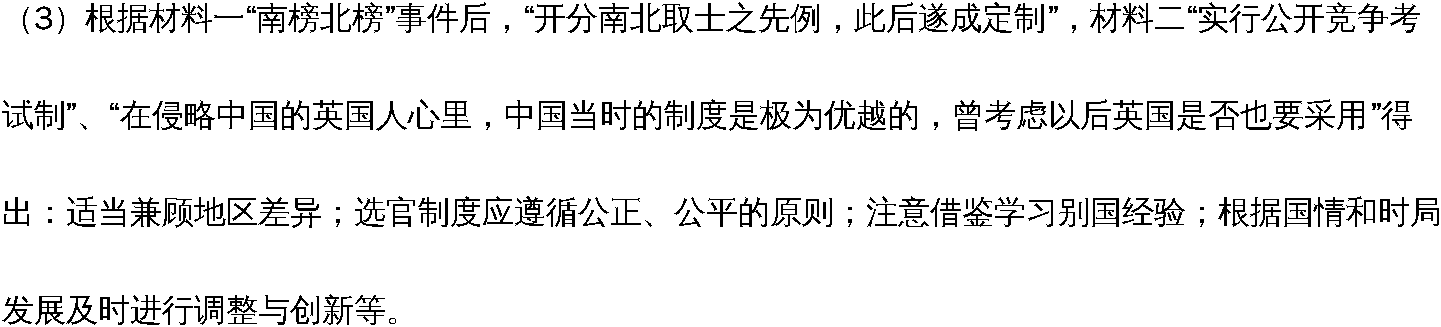 （3）根据材料一“南榜北榜”事件后，“开分南北取士之先例，此后遂成定制”，材料二“实行公开竞争考
试制”、“在侵略中国的英国人心里，中国当时的制度是极为优越的，曾考虑以后英国是否也要采用”得
出：适当兼顾地区差异；选官制度应遵循公正、公平的原则；注意借鉴学习别国经验；根据国情和时局
发展及时进行调整与创新等。